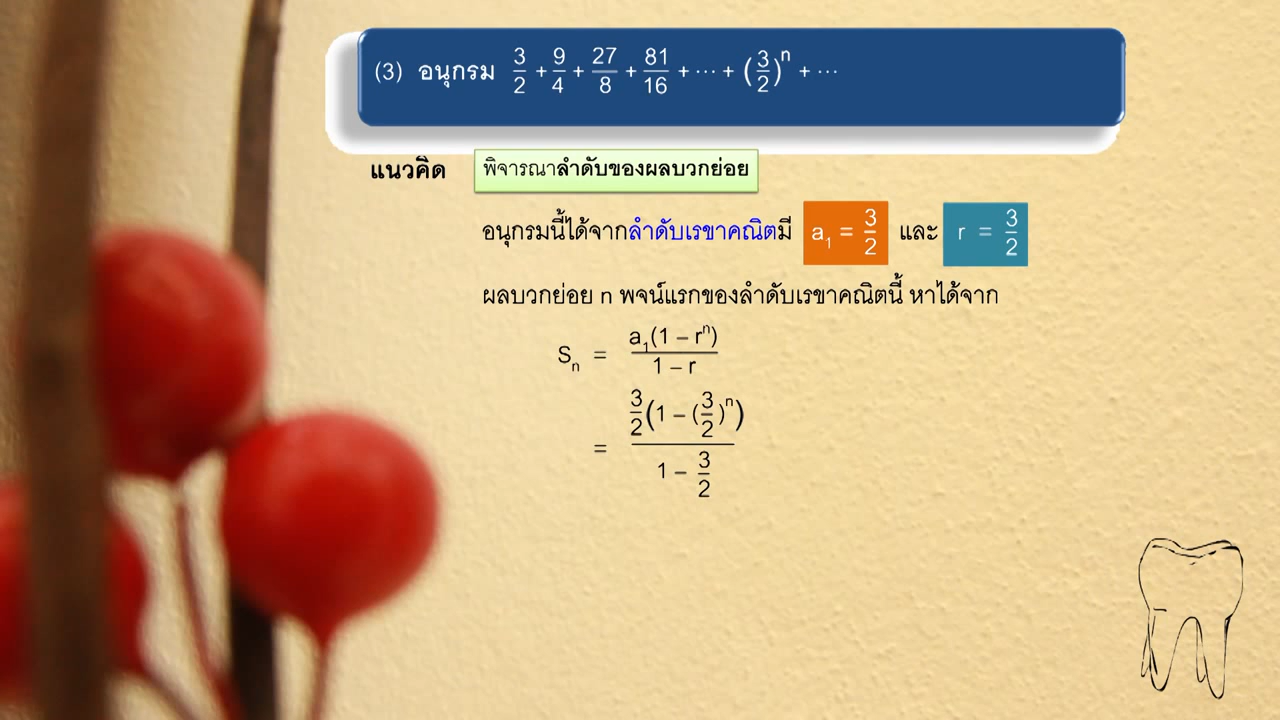 (3) อนุกรม 3/2 + 9/4 + 27/8 + 81/16 + ⋯ + (3/2)^n + ⋯
แนวคิด พิจารณาลำดับของผลบวกย่อย
อนุกรมนี้ได้จากลำดับเรขาคณิตมี a₁ = 3/2 และ r = 3/2
ผลบวกย่อย n พจน์แรกของลำดับเรขาคณิตนี้ หาได้จาก
Sₙ = a₁(1 – rⁿ) / 1 – r
= 3/2(1 – (3/2)ⁿ) / 1 – 3/2